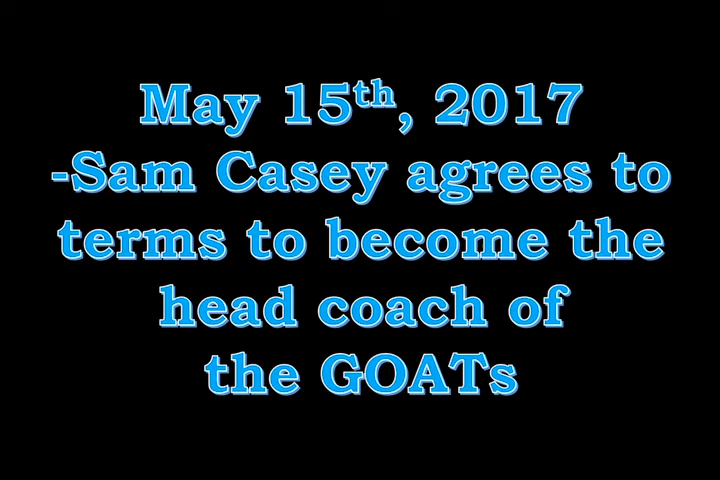 May 15th, 2017
-Sam Casey agrees to
terms to become the
head coach of
the GOATs